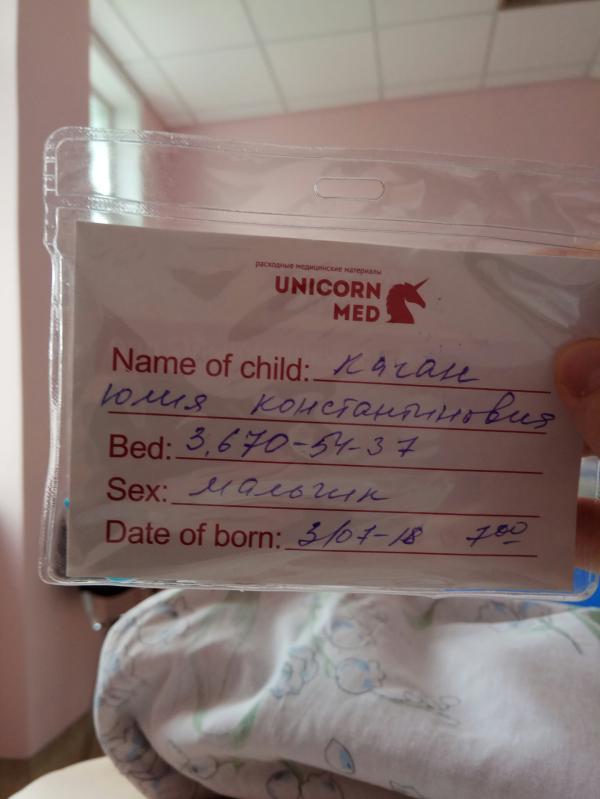 расходные медицинские материалы
UNICORN
MED
Name of child: Каган
Юлия Константиновна
Bed: 3,670-54-37
Sex: мальчик
Date of born: 3/07-18 7⁰⁰